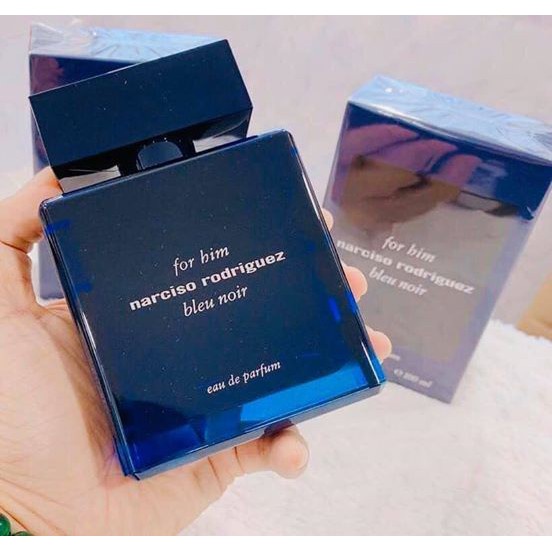 for him
narciso rodriguez
bleu noir
eau de parfum
for him
narciso rodriguez
bleu noir